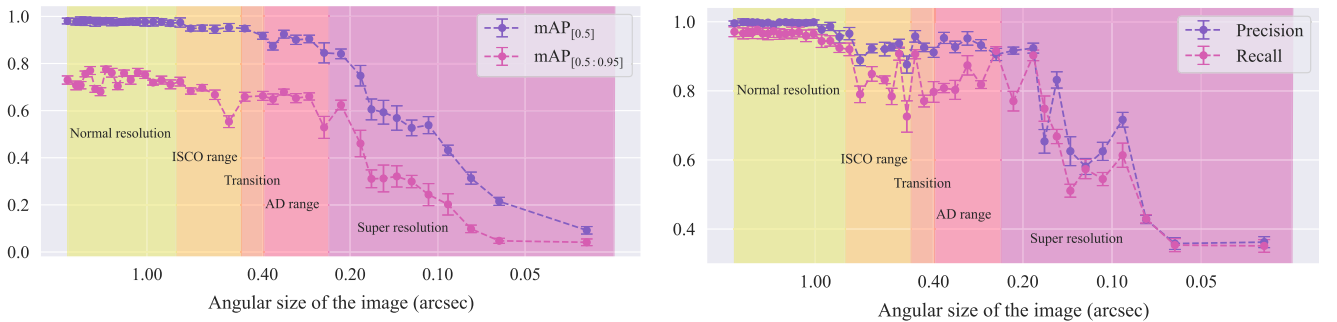 1.0
0.8
0.6
0.4
0.2
0.0
mAP[0.5]
mAP[0.5:0.95]
Normal resolution
ISCO range
Transition
AD range
Super resolution
1.00
0.40
0.20
0.10
0.05
Angular size of the image (arcsec)
1.0
0.8
0.6
0.4
Precision
Recall
Normal resolution
ISCO range
Transition
AD range
Super resolution
1.00
0.40
0.20
0.10
0.05
Angular size of the image (arcsec)